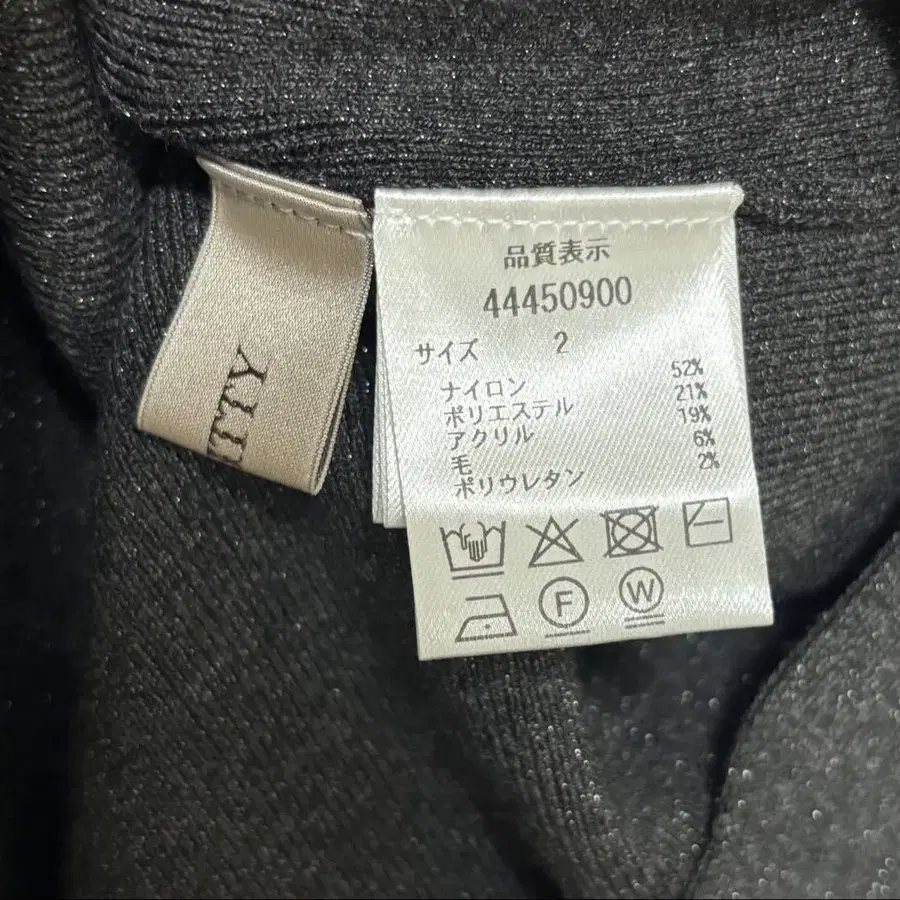 品質表示
44450900
サイズ 2
ナイロン 52%
ポリエステル 21%
アクリル 19%
毛 6%
ポリウレタン 2%
F W